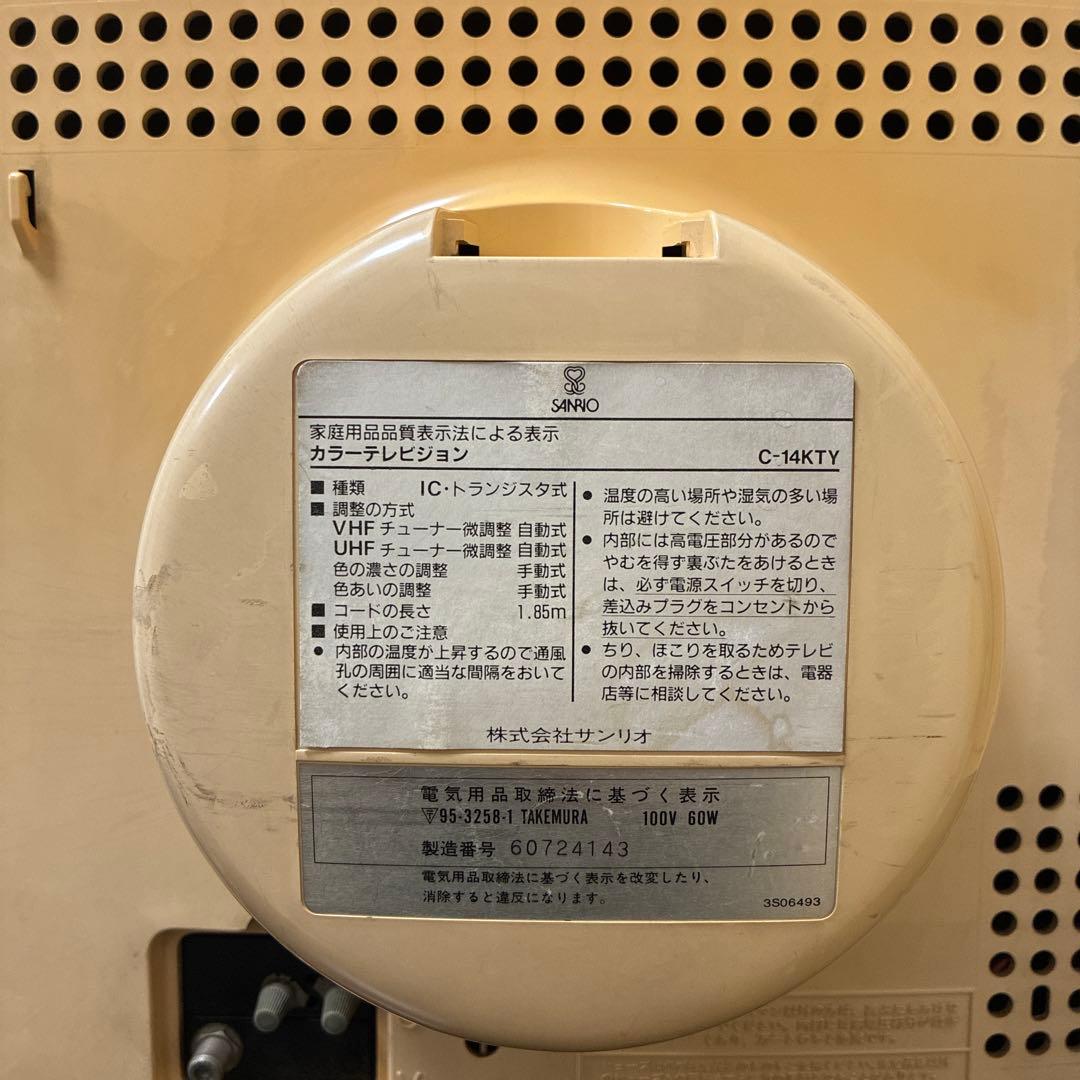 SANRIO
家庭用品品質表示法による表示
カラーテレビジョン C-14KTY
■ 種類 IC・トランジスタ式
■ 調整の方式
VHF チューナー微調整 自動式
UHF チューナー微調整 自動式
色の濃さの調整 手動式
色あいの調整 手動式
■ コードの長さ 1.85m
■ 使用上のご注意
● 内部の温度が上昇するので通風
孔の周囲に適当な間隔をおいて
ください。
● 温度の高い場所や湿気の多い場
所は避けてください。
● 内部には高電圧部分があるので
やむを得ず裏ぶたをあけるとき
は、必ず電源スイッチを切り、
差込みプラグをコンセントから
抜いてください。
● ちり、ほこりを取るためテレビ
の内部を掃除するときは、電器
店等に相談してください。
株式会社サンリオ
電気用品取締法に基づく表示
95-3258-1 TAKEMURA 100V 60W
製造番号 60724143
電気用品取締法に基づく表示を改変したり、
消除すると違反になります。
3S06493